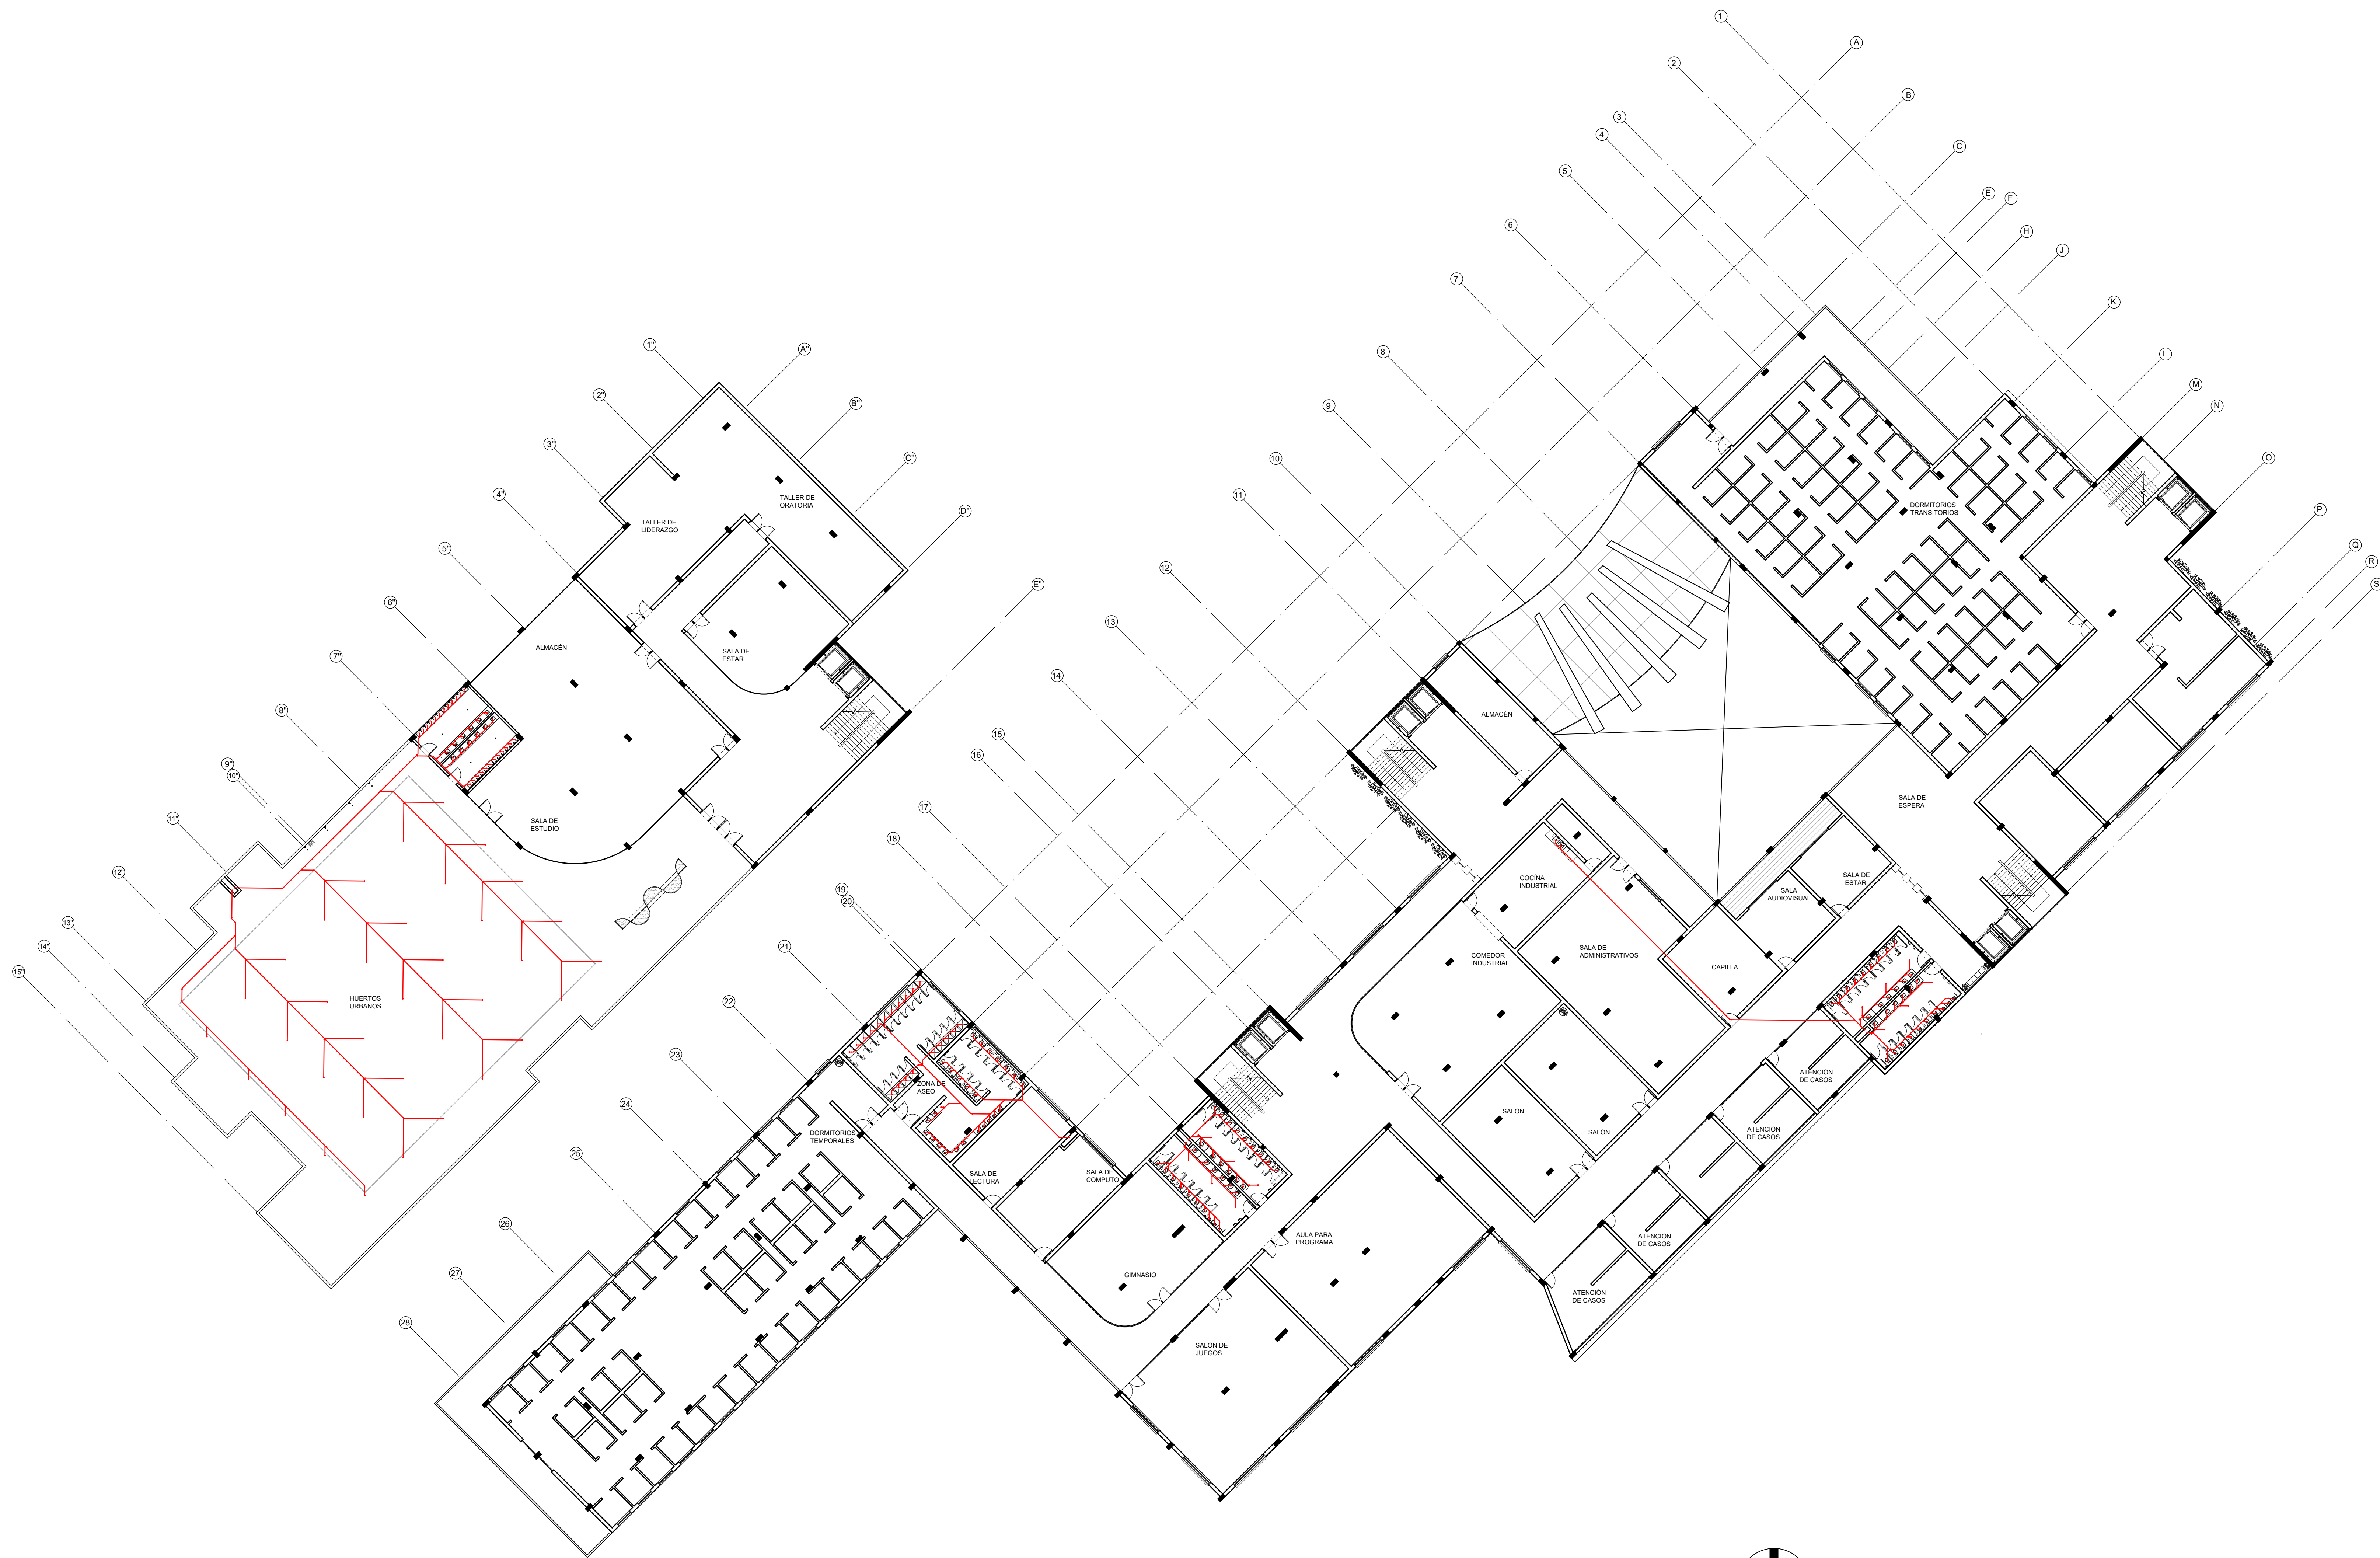 1
A
2
B
3
4
C
5
E
F
6
H
J
7
K
8
L
M
9
N
10
O
11
P
12
Q
R
S
13
14
15
16
17
18
19
20
21
22
23
24
25
26
27
28
1"
A"
2"
B"
3"
C"
4"
D"
5"
E"
6"
7"
8"
9"
10"
11"
12"
13"
14"
15"
TALLER DE
ORATORIA
TALLER DE
LIDERAZGO
SALA DE
ESTAR
ALMACÉN
SALA DE
ESTUDIO
HUERTOS
URBANOS
DORMITORIOS
TRANSITORIOS
ALMACÉN
SALA DE
ESPERA
COCÍNA
INDUSTRIAL
SALA DE
ESTAR
SALA
AUDIOVISUAL
COMEDOR
INDUSTRIAL
SALA DE
ADMINISTRATIVOS
CAPILLA
ATENCIÓN
DE CASOS
ZONA DE
ASEO
SALÓN
SALÓN
ATENCIÓN
DE CASOS
DORMITORIOS
TEMPORALES
SALA DE
LECTURA
SALA DE
COMPUTO
AULA PARA
PROGRAMA
ATENCIÓN
DE CASOS
GIMNASIO
ATENCIÓN
DE CASOS
SALÓN DE
JUEGOS